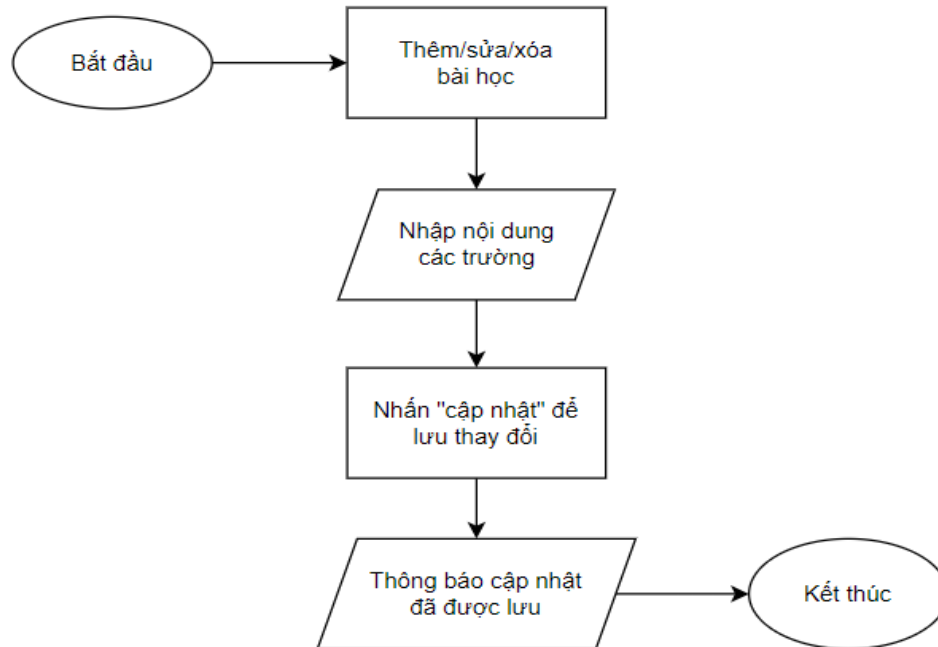 Bắt đầu
Thêm/sửa/xóa
bài học
Nhập nội dung
các trường
Nhấn "cập nhật" để
lưu thay đổi
Thông báo cập nhật
đã được lưu
Kết thúc